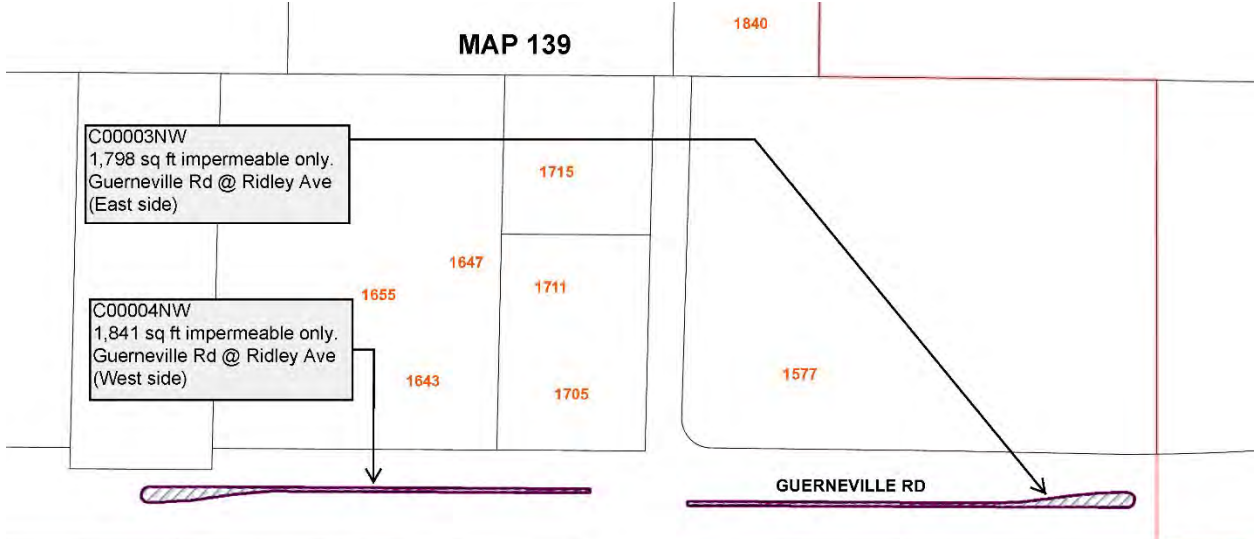 1840
MAP 139
C00003NW
1,798 sq ft impermeable only.
Guerneville Rd @ Ridley Ave
(East side)
1715
1647
1711
1655
C00004NW
1,841 sq ft impermeable only.
Guerneville Rd @ Ridley Ave
(West side)
1643
1705
1577
GUERNEVILLE RD